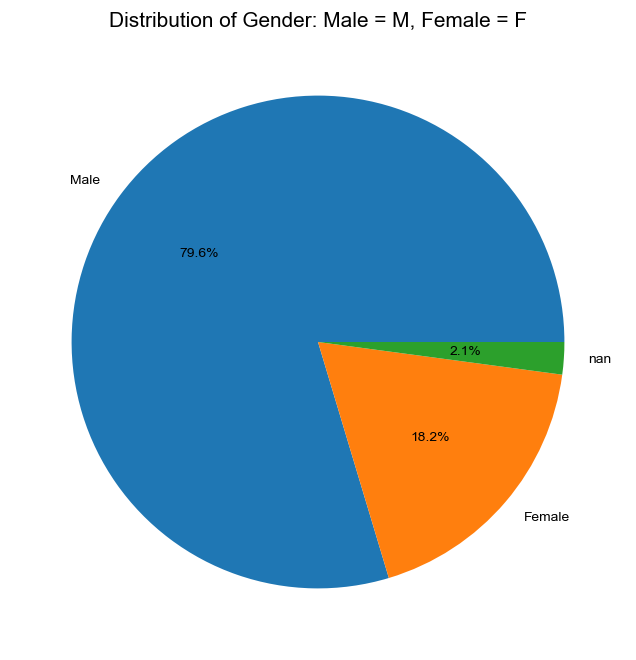 Distribution of Gender: Male = M, Female = F
Male
79.6%
2.1%
nan
18.2%
Female